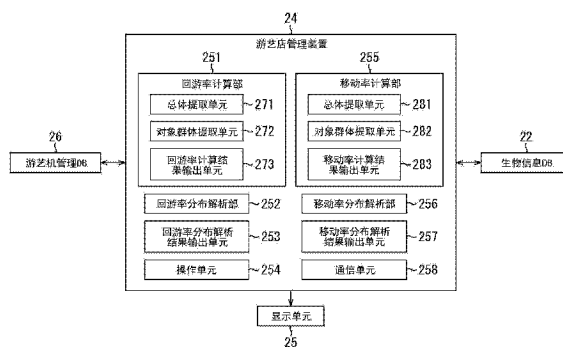 24
游艺店管理装置
251
255
回游率计算部
移动率计算部
总体提取单元
271
总体提取单元
281
对象群体提取单元
272
对象群体提取单元
282
回游率计算结
果输出单元
273
移动率计算结
果输出单元
283
26
游艺机管理DB.
22
生物信息DB.
回游率分布解析部
252
移动率分布解析部
256
回游率分布解析
结果输出单元
253
移动率分布解析
结果输出单元
257
操作单元
254
通信单元
258
显示单元
25